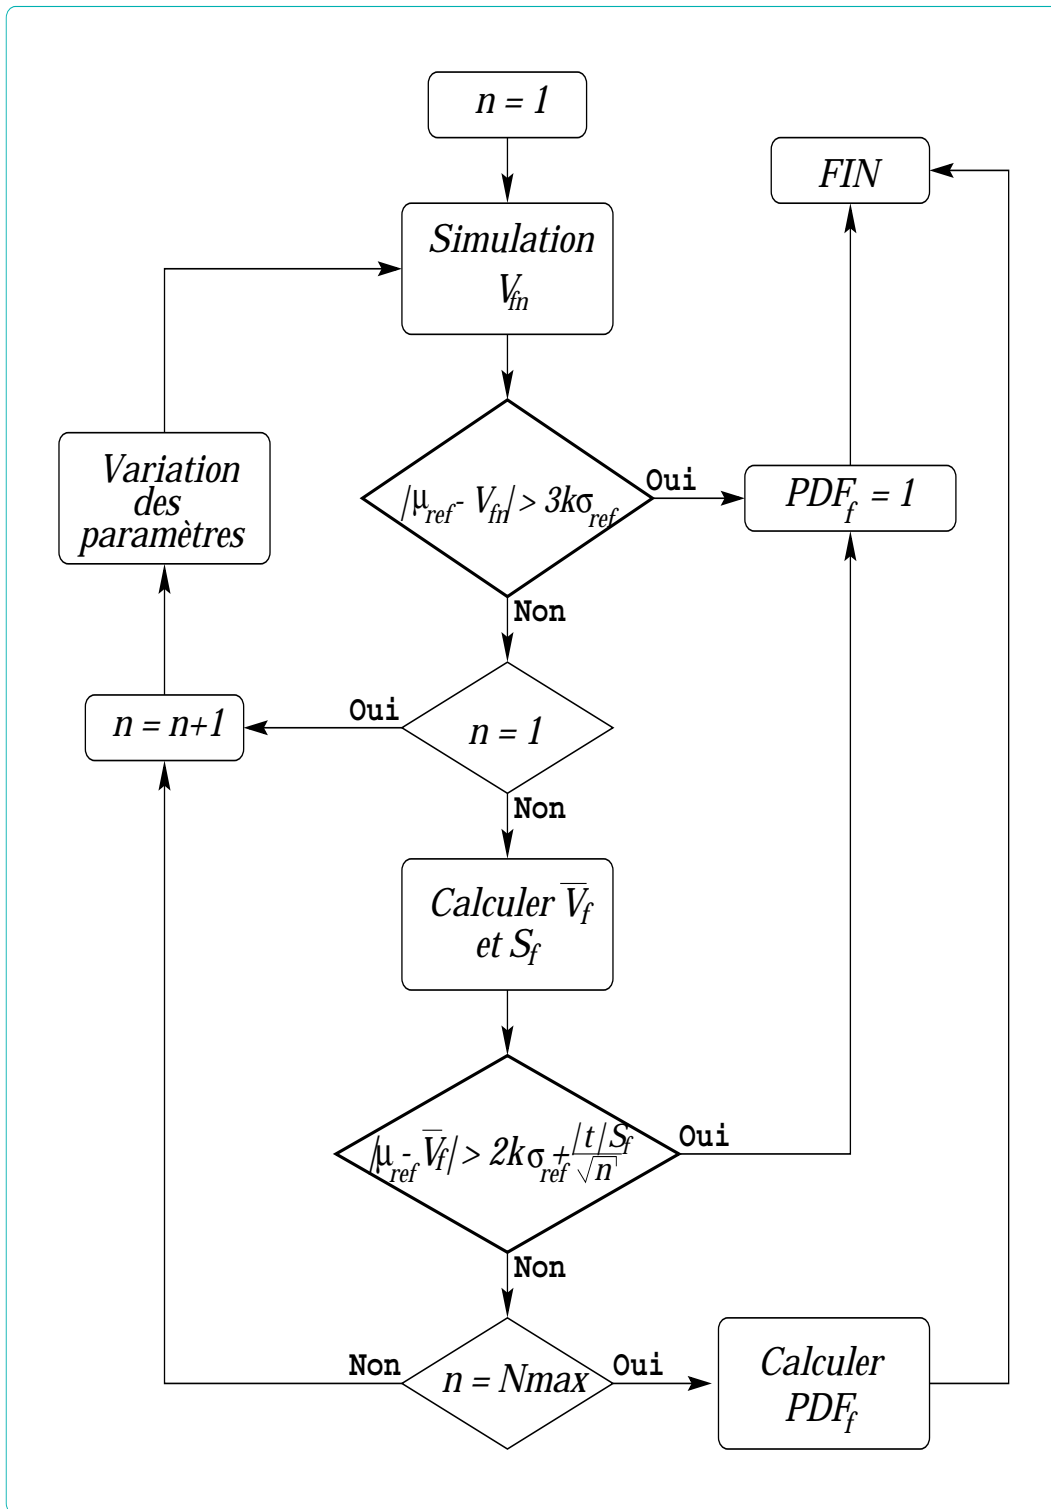 n = 1
FIN
Simulation
V_fn
Variation
des
paramètres
|μ_ref - V_fn| > 3kσ_ref
Oui
PDF_f = 1
Non
n = n+1
Oui
n = 1
Non
Calculer V̅_f
et S_f
|μ_ref - V̅_f| > 2kσ_ref + |t|S_f/√n
Oui
Non
Non
n = Nmax
Oui
Calculer
PDF_f